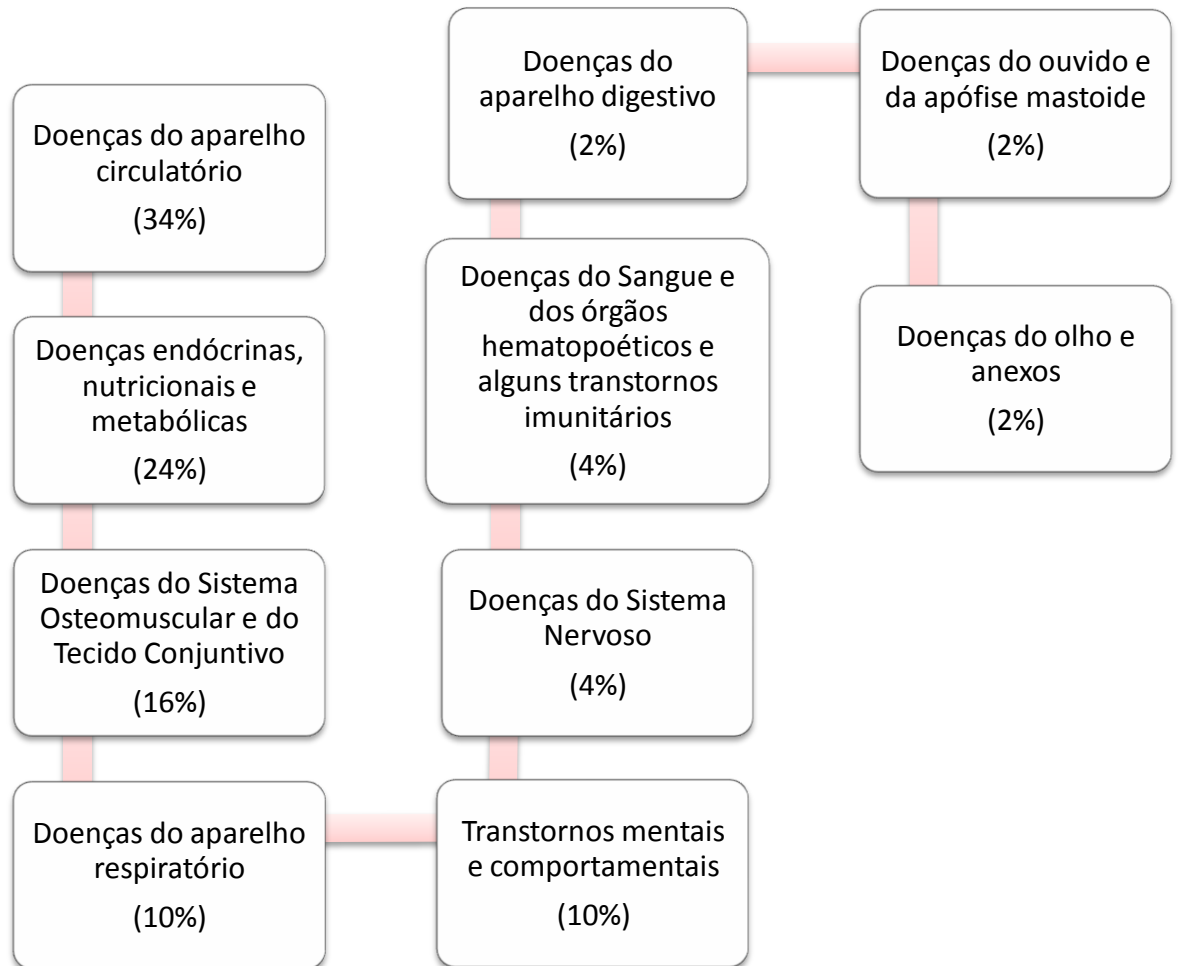 Doenças do aparelho
circulatório
(34%)
Doenças endócrinas,
nutricionais e
metabólicas
(24%)
Doenças do Sistema
Osteomuscular e do
Tecido Conjuntivo
(16%)
Doenças do aparelho
respiratório
(10%)
Transtornos mentais
e comportamentais
(10%)
Doenças do Sistema
Nervoso
(4%)
Doenças do Sangue e
dos órgãos
hematopoéticos e
alguns transtornos
imunitários
(4%)
Doenças do
aparelho digestivo
(2%)
Doenças do ouvido e
da apófise mastoide
(2%)
Doenças do olho e
anexos
(2%)